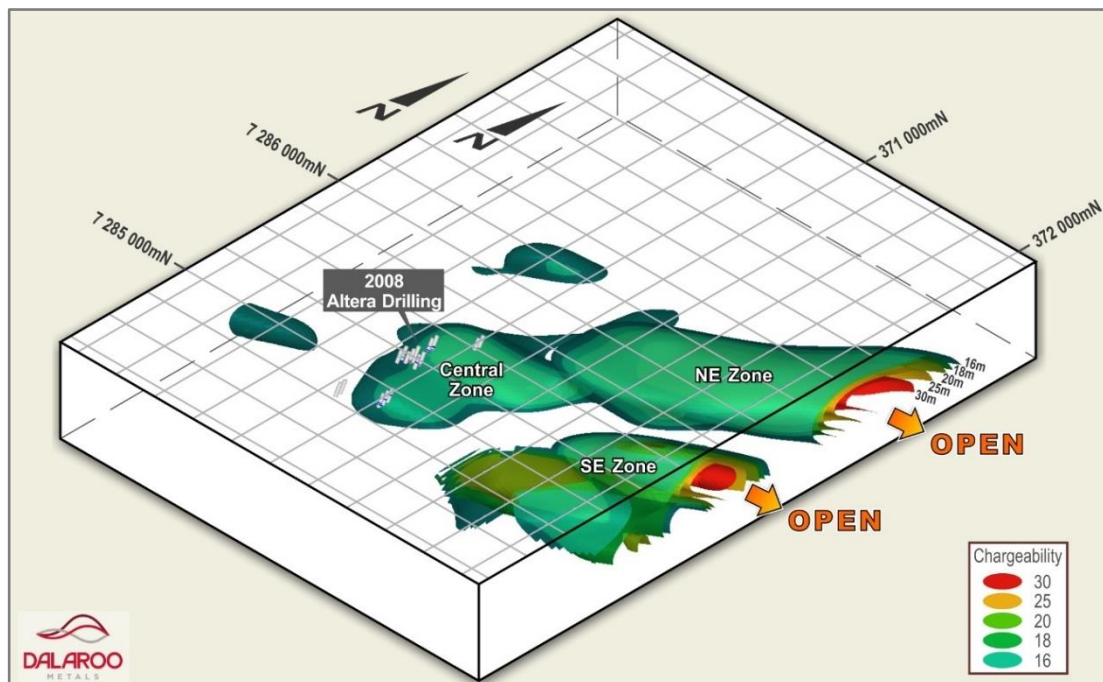 N
N
7 286 000mN
7 285 000mN
371 000mN
372 000mN
2008
Altera Drilling
Central
Zone
NE Zone
SE Zone
16m
18m
20m
25m
30m
OPEN
OPEN
Chargeability
30
25
20
18
16
DALAROO
METALS